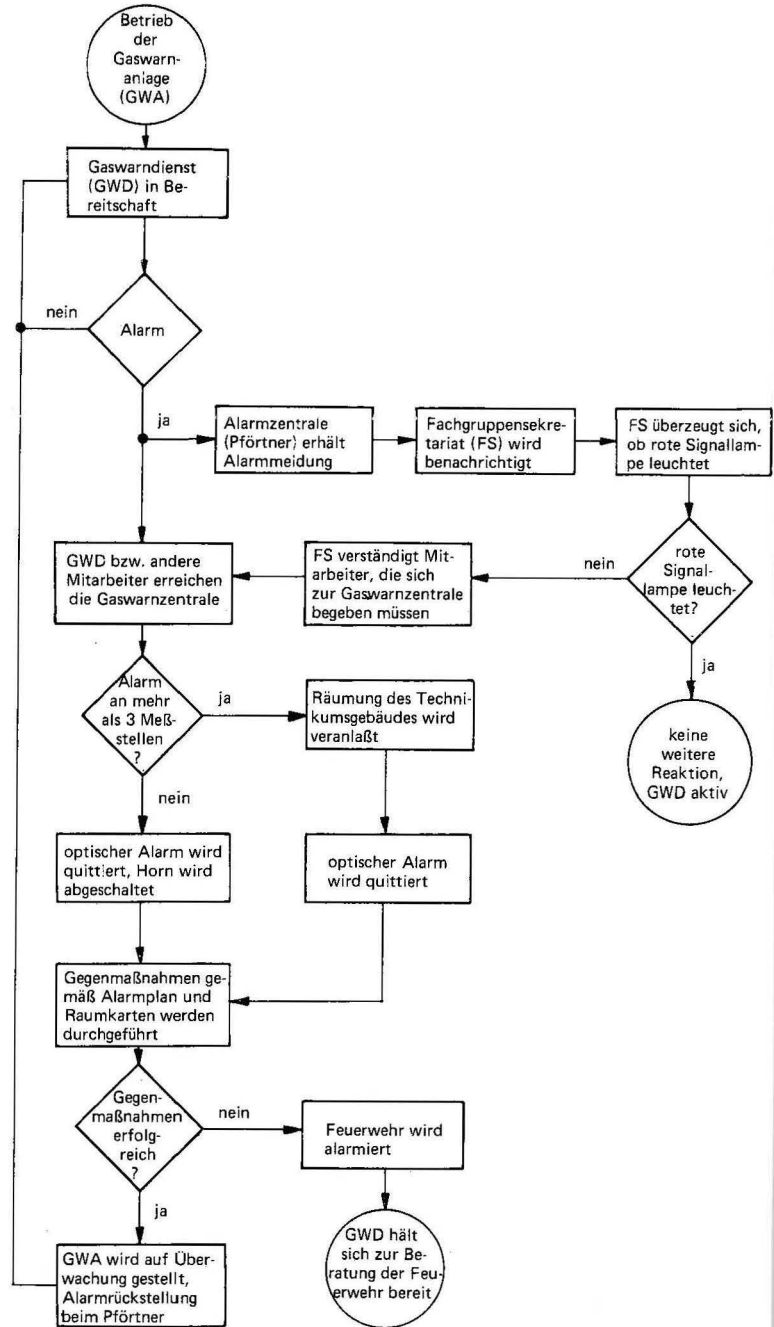 Betrieb
der
Gaswarn-
anlage
(GWA)
Gaswarndienst
(GWD) in Be-
reitschaft
nein
Alarm
ja
Alarmzentrale
(Pförtner) erhält
Alarmmeidung
Fachgruppensekre-
tariat (FS) wird
benachrichtigt
FS überzeugt sich,
ob rote Signallam-
pe leuchtet
GWD bzw. andere
Mitarbeiter erreichen
die Gaswarnzentrale
FS verständigt Mit-
arbeiter, die sich
zur Gaswarnzentrale
begeben müssen
nein
rote
Signal-
lampe leuch-
tet?
ja
keine
weitere
Reaktion,
GWD aktiv
Alarm
an mehr
als 3 Meß-
stellen
?
ja
Räumung des Techni-
kumsgebäudes wird
veranlaßt
nein
optischer Alarm wird
quittiert, Horn wird
abgeschaltet
optischer Alarm
wird quittiert
Gegenmaßnahmen ge-
mäß Alarmplan und
Raumkarten werden
durchgeführt
Gegen-
maßnahmen
erfolg-
reich
?
nein
Feuerwehr wird
alarmiert
ja
GWA wird auf Über-
wachung gestellt,
Alarmrückstellung
beim Pförtner
GWD hält
sich zur Be-
ratung der Feu-
erwehr bereit